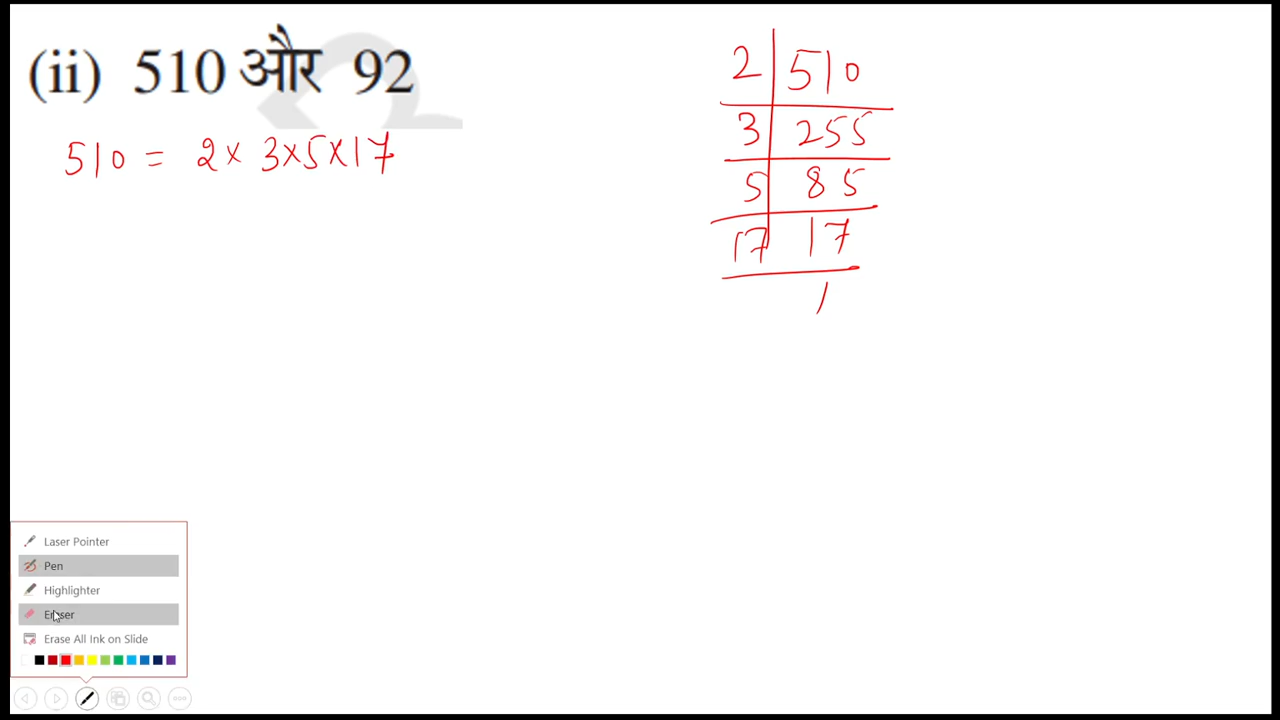 (ii) 510 और 92
510 = 2 × 3 × 5 × 17
2 | 510
3 | 255
5 | 85
17 | 17
1
Laser Pointer
Pen
Highlighter
Eraser
Erase All Ink on Slide